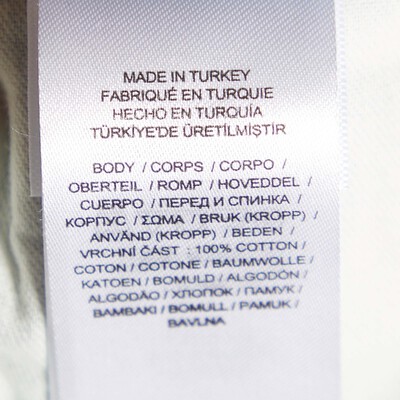 MADE IN TURKEY
FABRIQUÉ EN TURQUIE
HECHO EN TURQUÍA
TÜRKİYE'DE ÜRETİLMİŞTİR
BODY / CORPS / CORPO /
OBERTEIL / ROMP / HOVEDDEL /
CUERPO / ПЕРЕД И СПИНКА /
КОРПУС / ΣΩΜΑ / BRUK (KROPP) /
ANVÄND (KROPP) / BEDEN /
VRCHNÍ ČÁST : 100% COTTON /
COTON / COTONE / BAUMWOLLE /
KATOEN / BOMULD / ALGODÓN /
ALGODÃO / ХЛОПОК / ПАМУК /
BAMBAKI / BOMULL / PAMUK /
BAVLNA